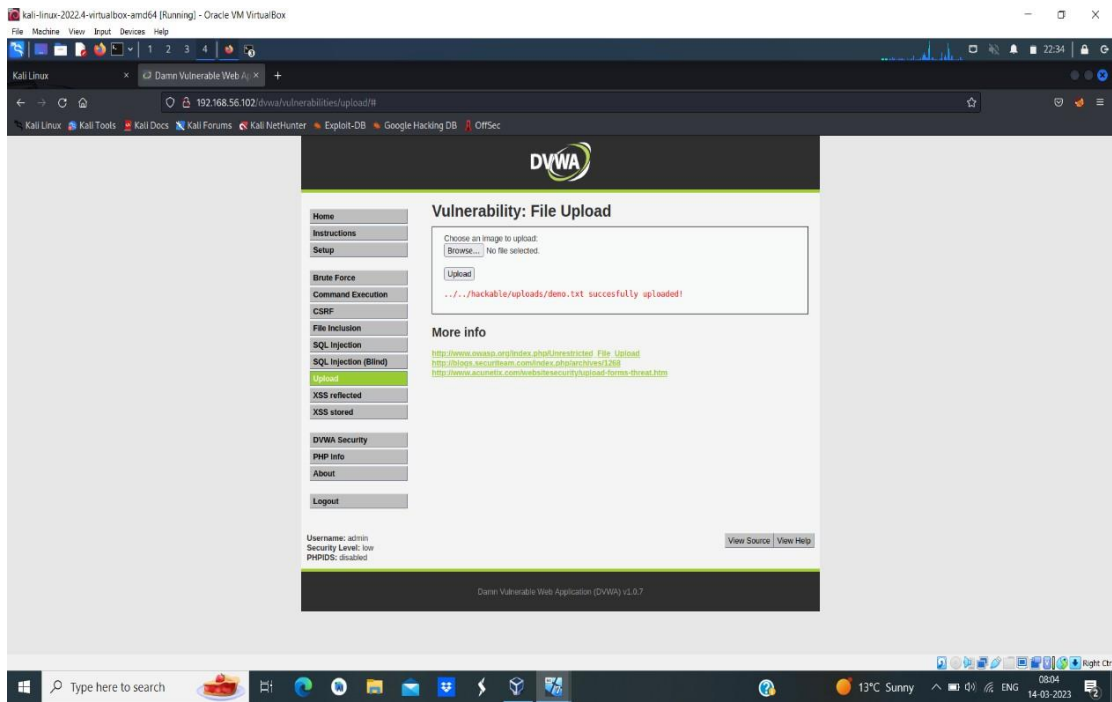 kali-linux-2022.4-virtualbox-amd64 [Running] - Oracle VM VirtualBox
File Machine View Input Devices Help
1 2 3 4
22:34
Kali Linux
Damn Vulnerable Web Ap
192.168.56.102/dvwa/vulnerabilities/upload/#
Kali Linux Kali Tools Kali Docs Kali Forums Kali NetHunter Exploit-DB Google Hacking DB OffSec
DVWA
Home
Instructions
Setup
Brute Force
Command Execution
CSRF
File Inclusion
SQL Injection
SQL Injection (Blind)
Upload
XSS reflected
XSS stored
DVWA Security
PHP Info
About
Logout
Vulnerability: File Upload
Choose an image to upload:
Browse... No file selected.
Upload
../../hackable/uploads/demo.txt succesfully uploaded!
More info
http://www.owasp.org/index.php/Unrestricted_File_Upload
http://blogs.securiteam.com/index.php/archives/1268
http://www.acunetix.com/websitesecurity/upload-forms-threat.htm
Username: admin
Security Level: low
PHPIDS: disabled
View Source View Help
Damn Vulnerable Web Application (DVWA) v1.0.7
Right Ctr
Type here to search
13°C Sunny
ENG
08:04
14-03-2023
2